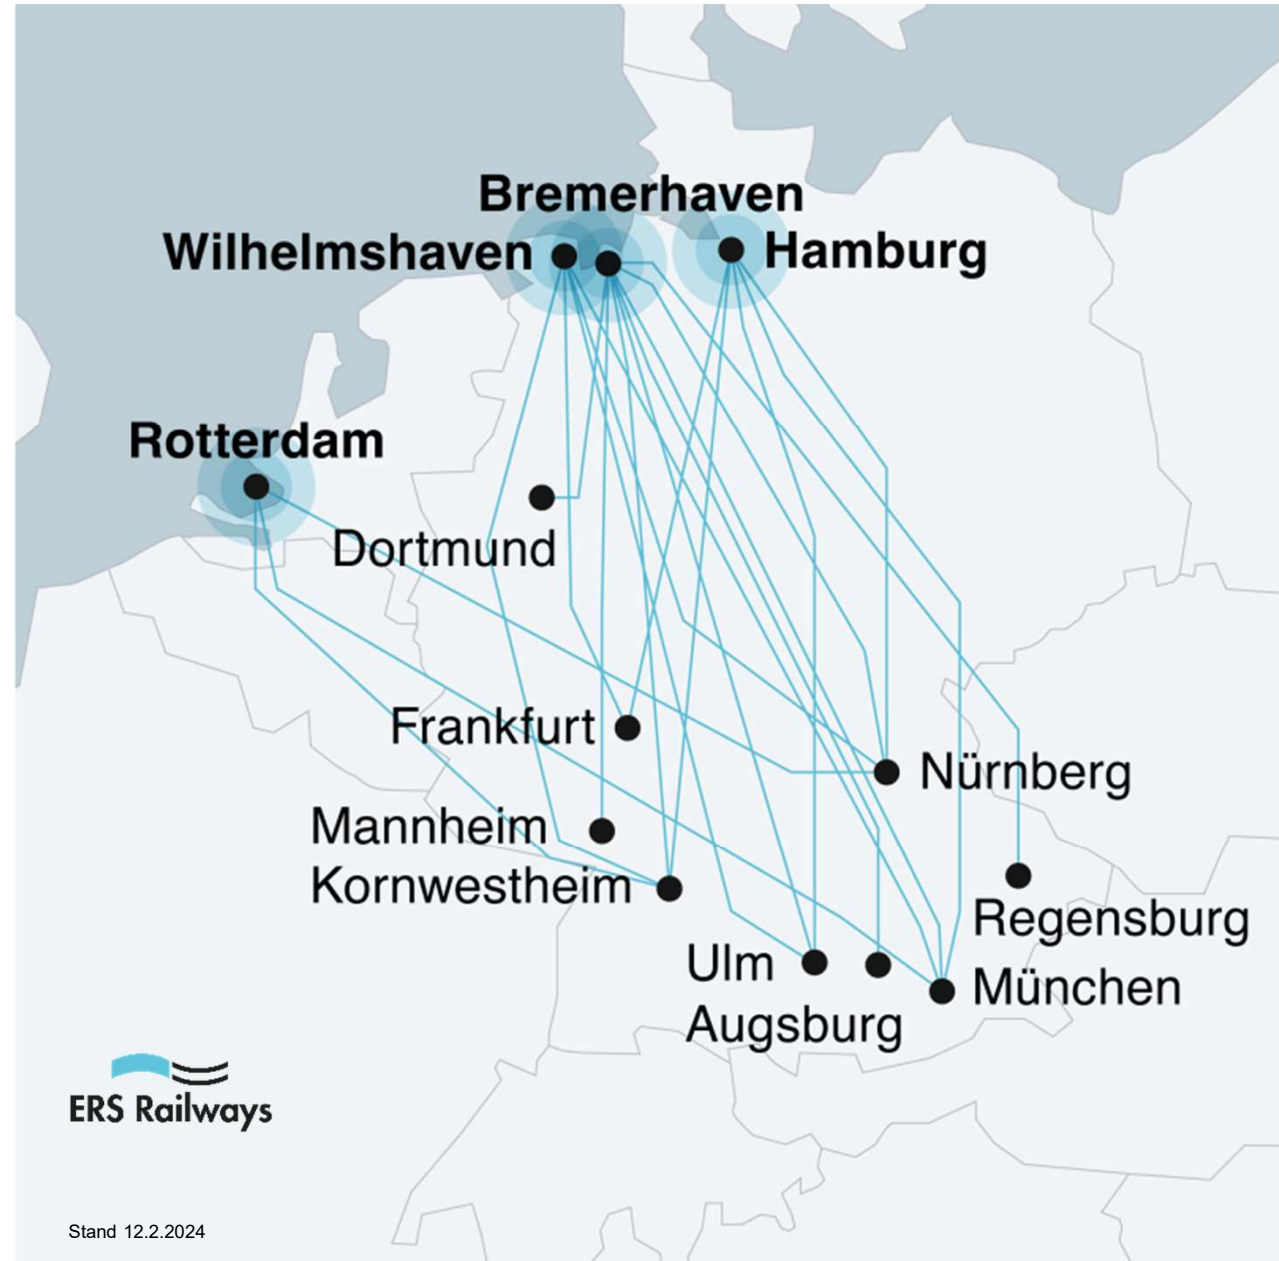 Bremerhaven
Wilhelmshaven
Hamburg
Rotterdam
Dortmund
Frankfurt
Nürnberg
Mannheim
Kornwestheim
Regensburg
Ulm
München
Augsburg
ERS Railways
Stand 12.2.2024